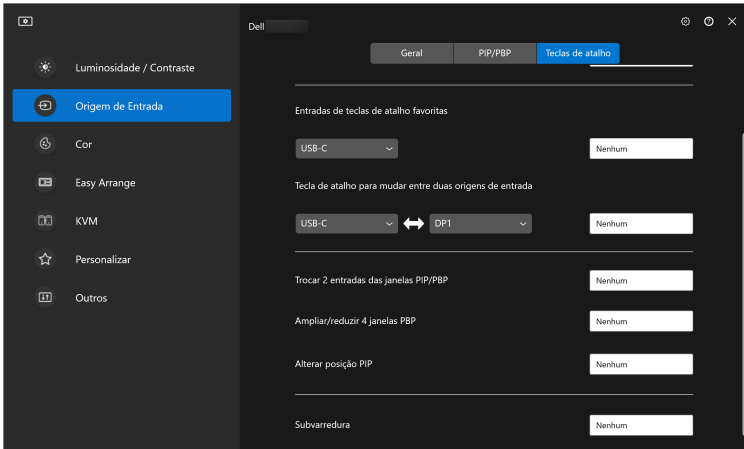 Dell
Geral PIP/PBP Teclas de atalho
Luminosidade / Contraste
Origem de Entrada
Cor
Easy Arrange
KVM
Personalizar
Outros
Entradas de teclas de atalho favoritas
USB-C Nenhum
Tecla de atalho para mudar entre duas origens de entrada
USB-C DP1 Nenhum
Trocar 2 entradas das janelas PIP/PBP Nenhum
Ampliar/reduzir 4 janelas PBP Nenhum
Alterar posição PIP Nenhum
Subvarredura Nenhum